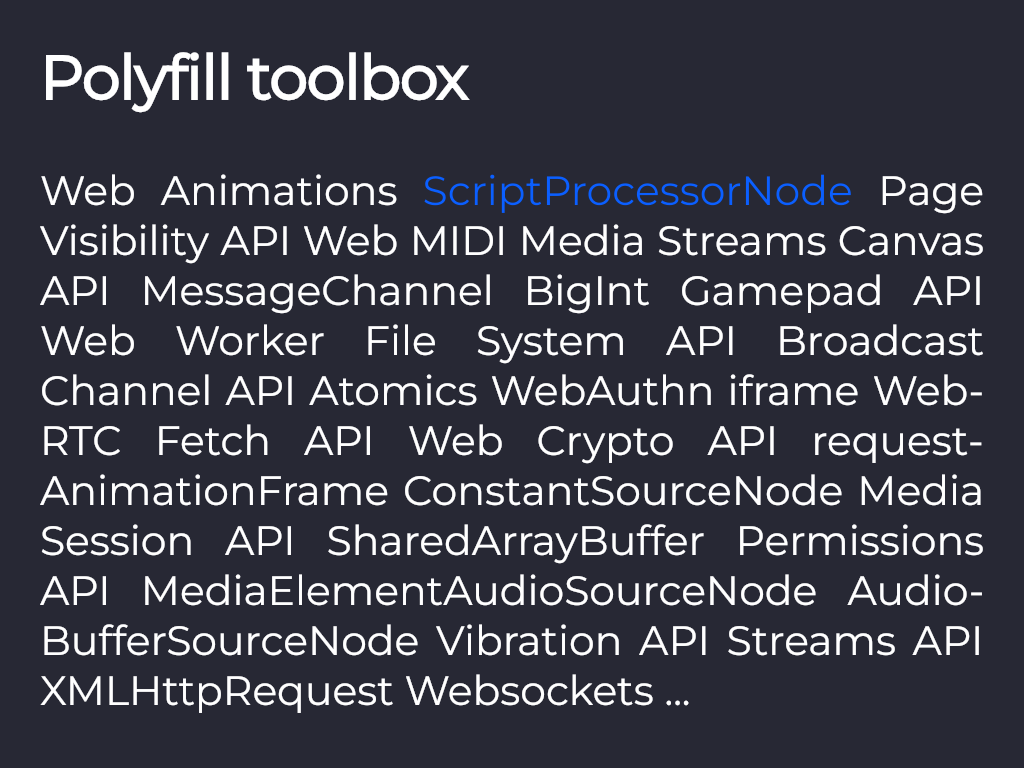 Polyfill toolbox
Web Animations ScriptProcessorNode Page
Visibility API Web MIDI Media Streams Canvas
API MessageChannel BigInt Gamepad API
Web Worker File System API Broadcast
Channel API Atomics WebAuthn iframe Web-
RTC Fetch API Web Crypto API request-
AnimationFrame ConstantSourceNode Media
Session API SharedArrayBuffer Permissions
API MediaElementAudioSourceNode Audio-
BufferSourceNode Vibration API Streams API
XMLHttpRequest Websockets ...